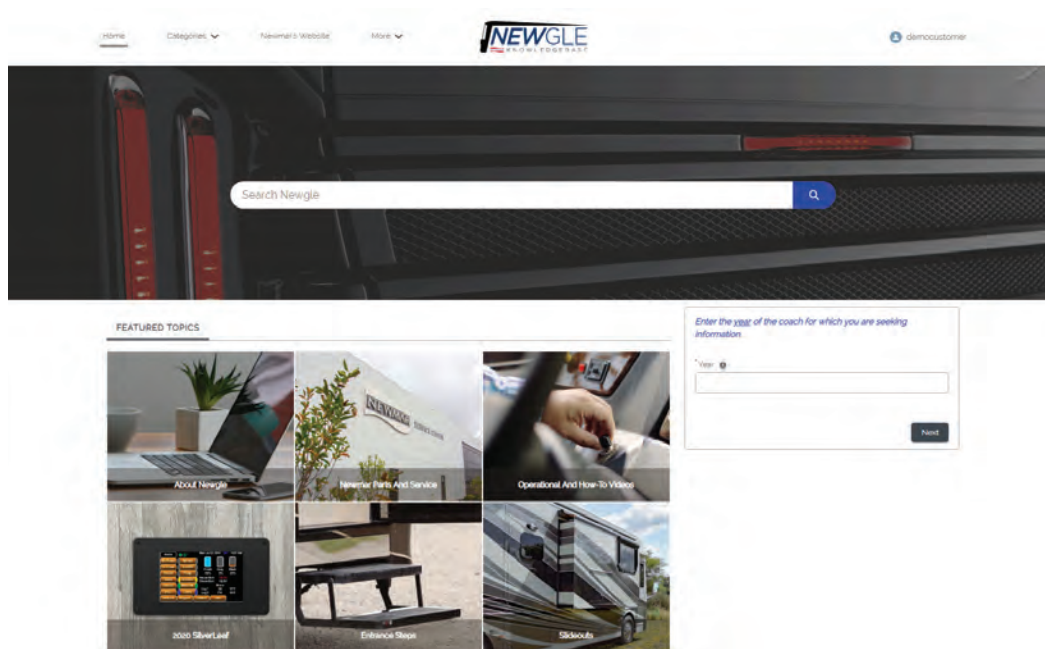 Home Categories Newmar's Website More NEWGLE democustomer
KNOWLEDGEBASE
Search Newgle
FEATURED TOPICS
Enter the year of the coach for which you are seeking
information
*Year
Next
NEWMAR
About Newgle Newmar Parts And Service Operational And How-To Videos
2020 SilverLeaf Entrance Steps Slideouts